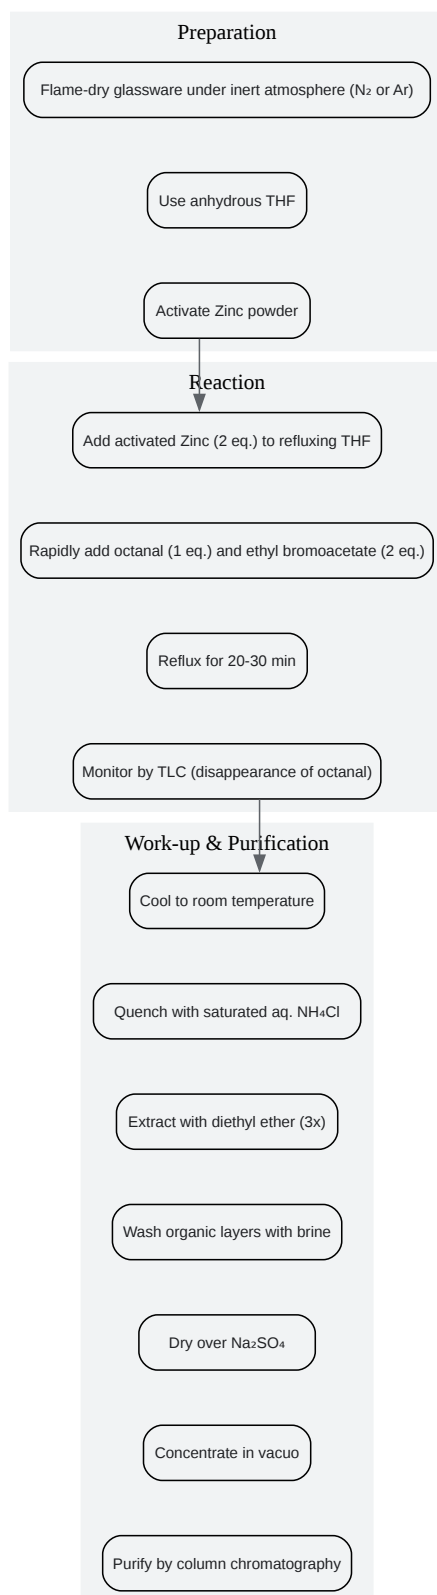 Preparation
Flame-dry glassware under inert atmosphere (N₂ or Ar)
Use anhydrous THF
Activate Zinc powder
Reaction
Add activated Zinc (2 eq.) to refluxing THF
Rapidly add octanal (1 eq.) and ethyl bromoacetate (2 eq.)
Reflux for 20-30 min
Monitor by TLC (disappearance of octanal)
Work-up & Purification
Cool to room temperature
Quench with saturated aq. NH₄Cl
Extract with diethyl ether (3x)
Wash organic layers with brine
Dry over Na₂SO₄
Concentrate in vacuo
Purify by column chromatography